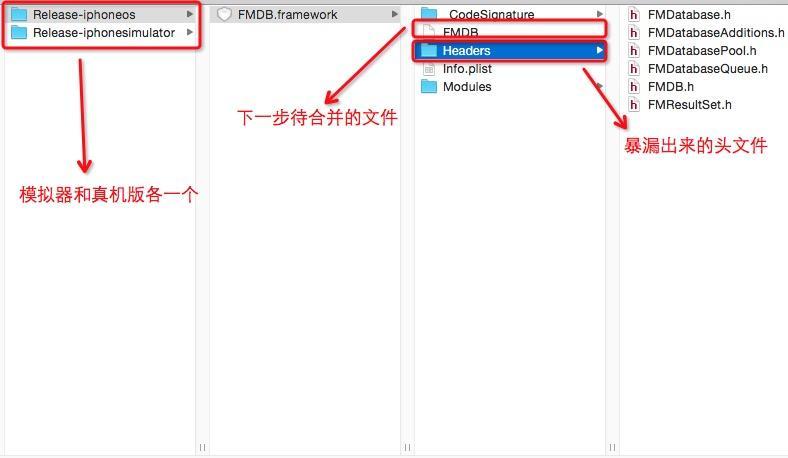 Release-iphoneos
Release-iphonesimulator
模拟器和真机版各一个
FMDB.framework
下一步待合并的文件
_CodeSignature
FMDB
Headers
Info.plist
Modules
暴漏出来的头文件
FMDatabase.h
FMDatabaseAdditions.h
FMDatabasePool.h
FMDatabaseQueue.h
FMDB.h
FMResultSet.h